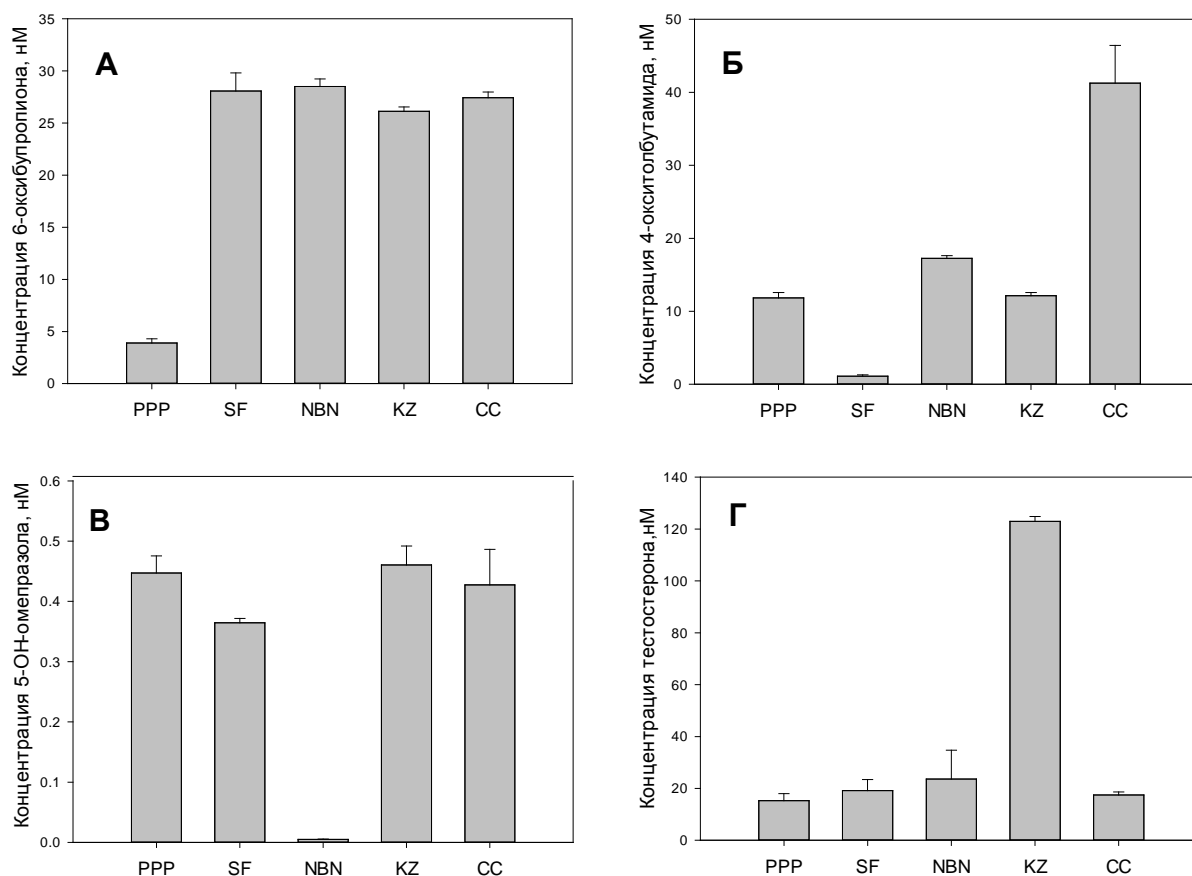 А
Концентрация 6-оксибупропиона, нМ
35
30
25
20
15
10
5
0
PPP SF NBN KZ CC
Б
Концентрация 4-окситолбутамида, нМ
50
40
30
20
10
0
PPP SF NBN KZ CC
В
Концентрация 5-ОН-омепразола, нМ
0.6
0.5
0.4
0.3
0.2
0.1
0.0
PPP SF NBN KZ CC
Г
Концентрация тестостерона,нМ
140
120
100
80
60
40
20
0
PPP SF NBN KZ CC